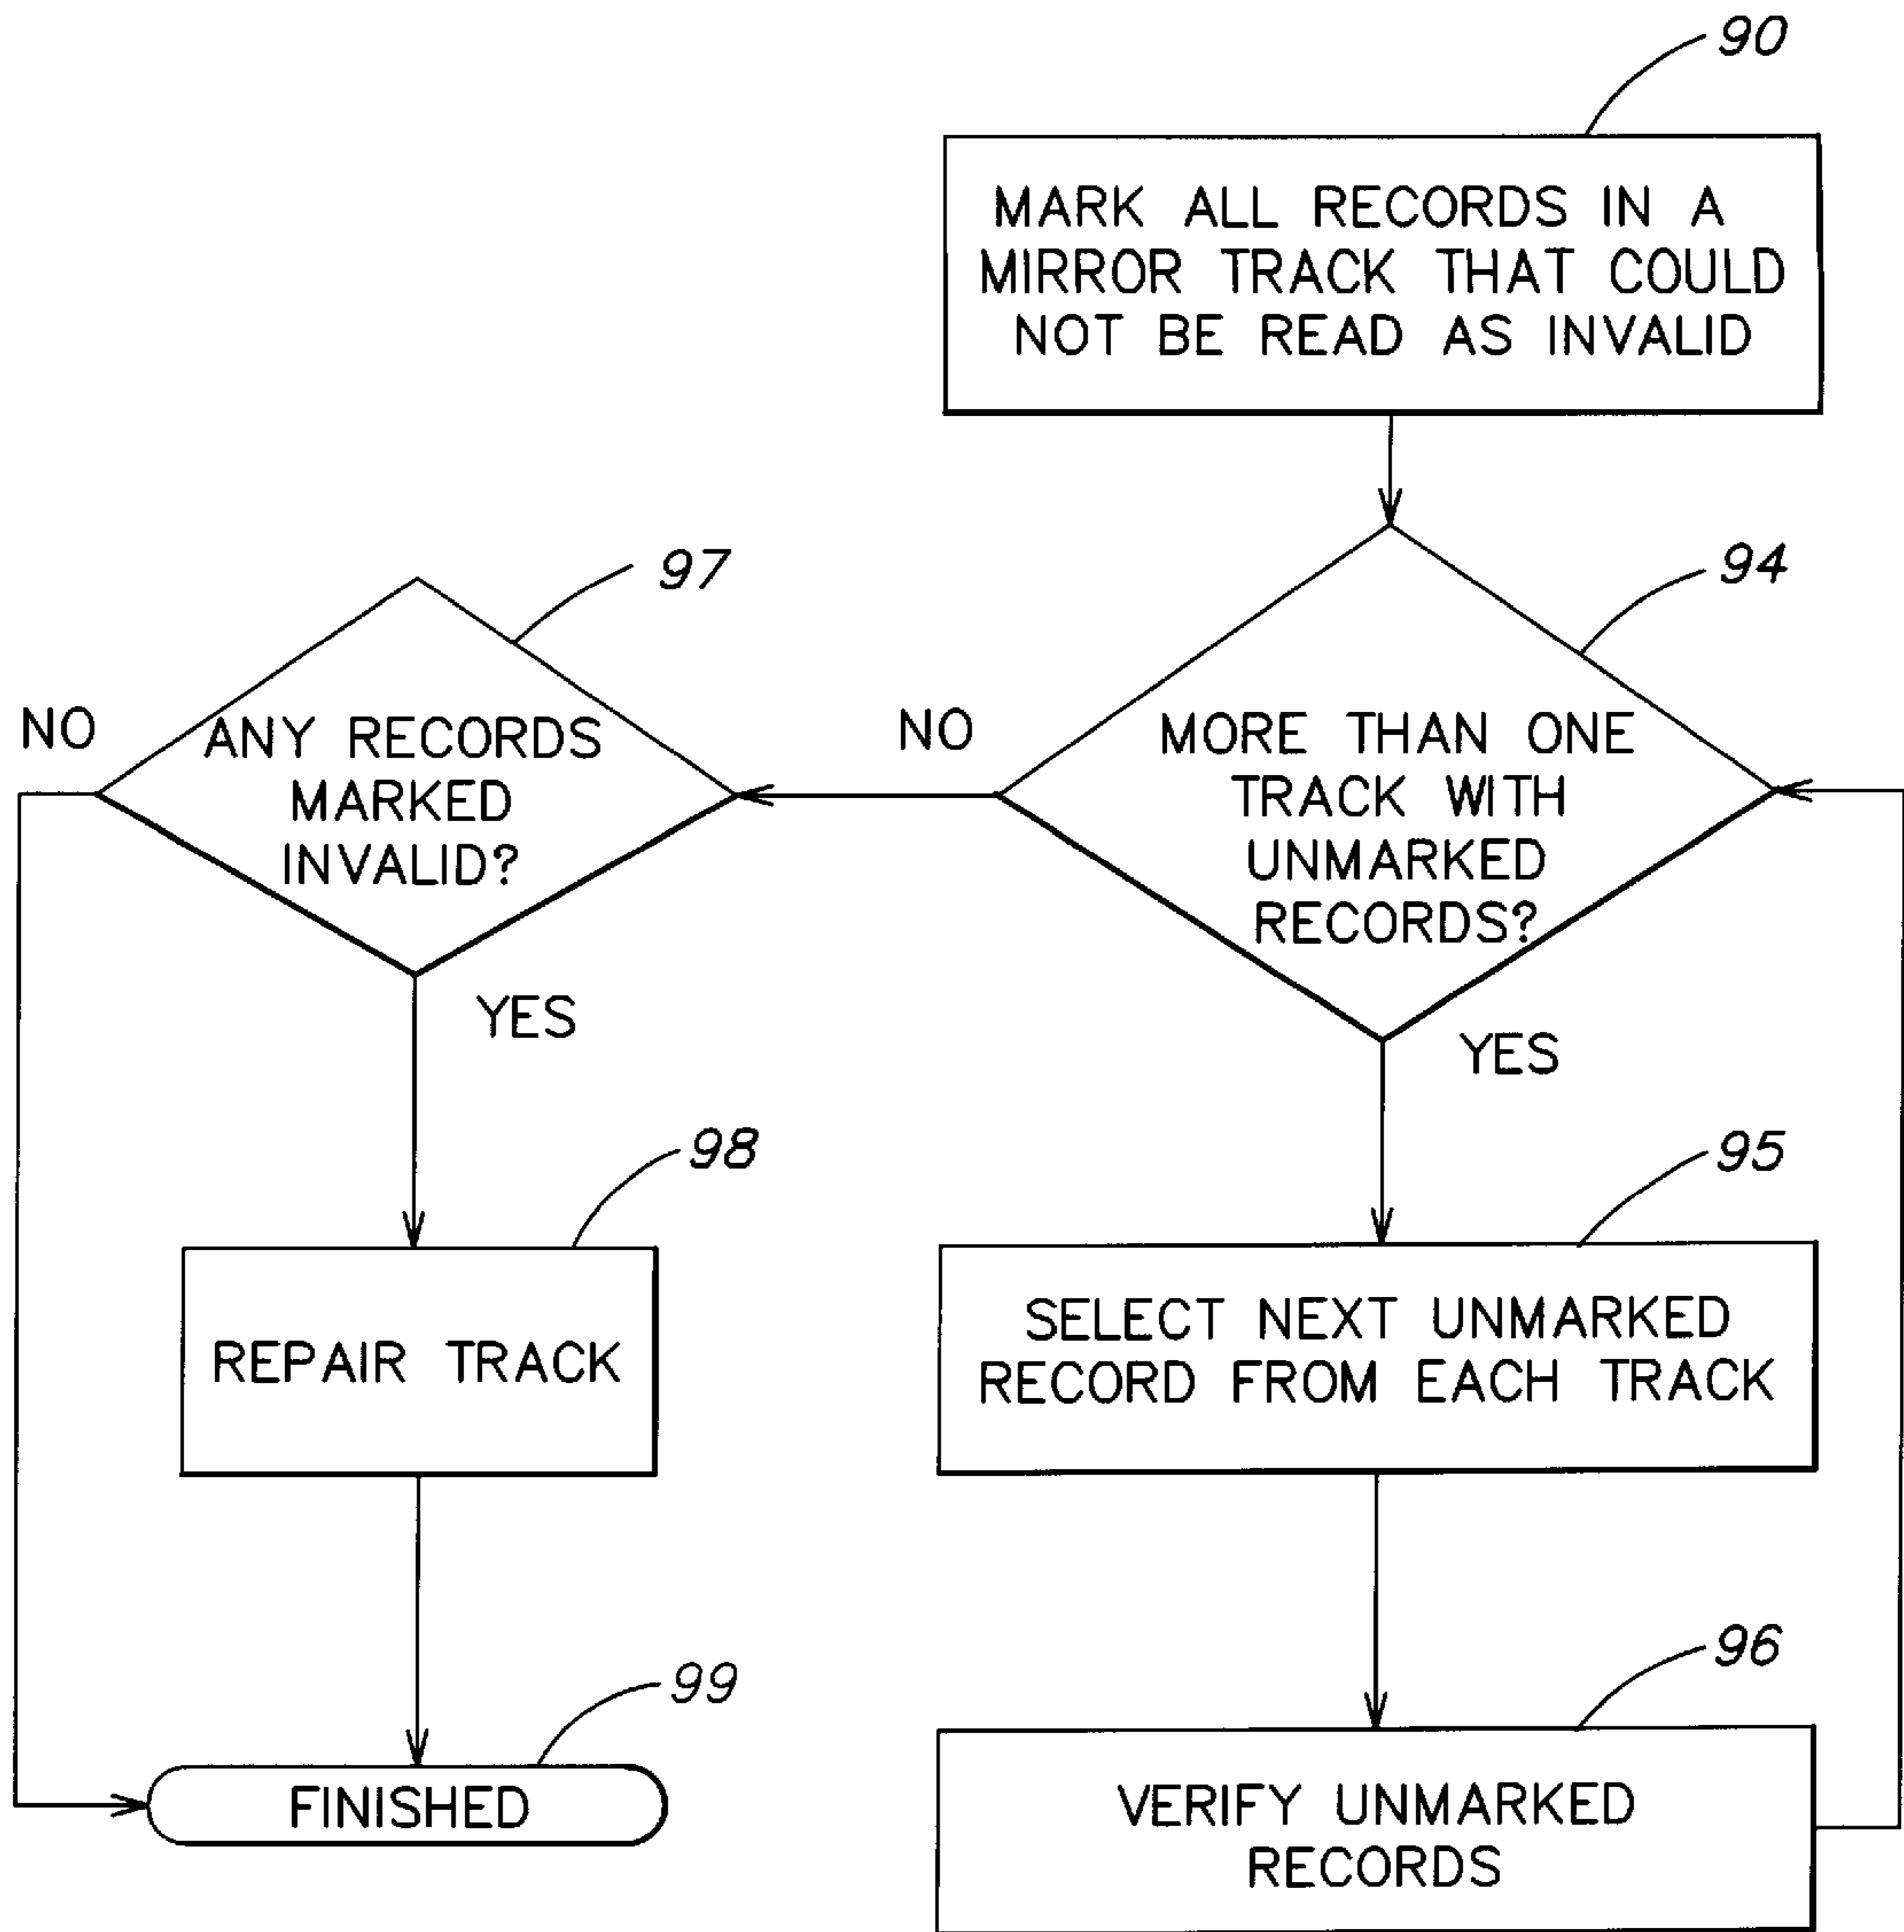 90
MARK ALL RECORDS IN A
MIRROR TRACK THAT COULD
NOT BE READ AS INVALID
94
MORE THAN ONE
TRACK WITH
UNMARKED
RECORDS?
NO
YES
97
ANY RECORDS
MARKED
INVALID?
NO
YES
95
SELECT NEXT UNMARKED
RECORD FROM EACH TRACK
96
VERIFY UNMARKED
RECORDS
98
REPAIR TRACK
99
FINISHED